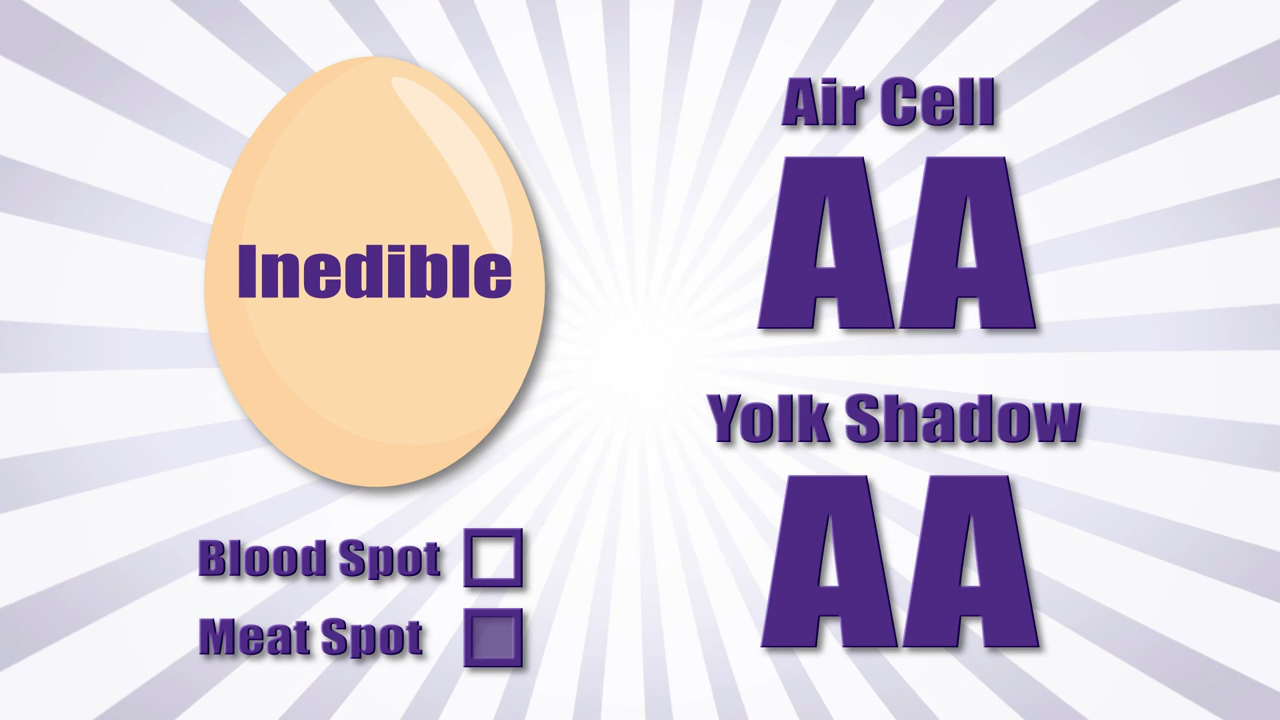 Inedible
Blood Spot
Meat Spot
Air Cell
AA
Yolk Shadow
AA